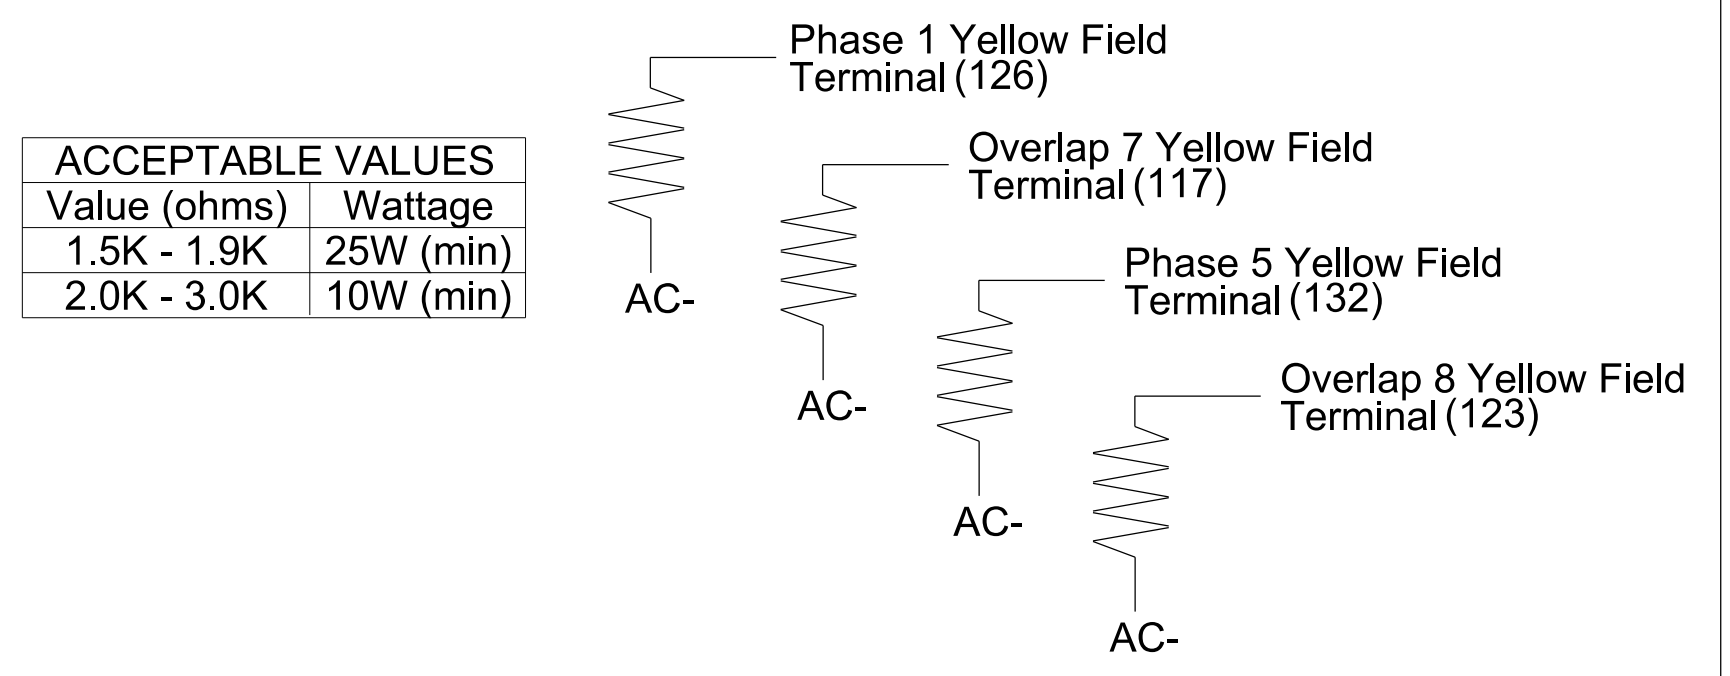 ACCEPTABLE VALUES
Value (ohms) Wattage
1.5K - 1.9K 25W (min)
2.0K - 3.0K 10W (min)
Phase 1 Yellow Field
Terminal (126)
AC-
Overlap 7 Yellow Field
Terminal (117)
AC-
Phase 5 Yellow Field
Terminal (132)
AC-
Overlap 8 Yellow Field
Terminal (123)
AC-